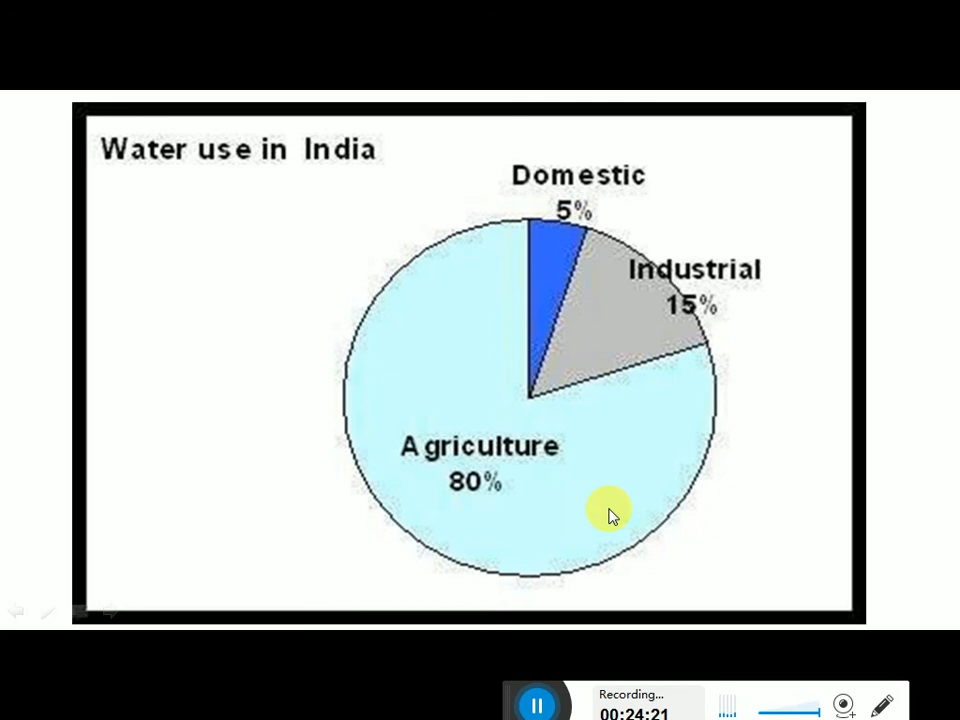 Water use in India
Domestic
5%
Industrial
15%
Agriculture
80%
Recording...
00:24:21